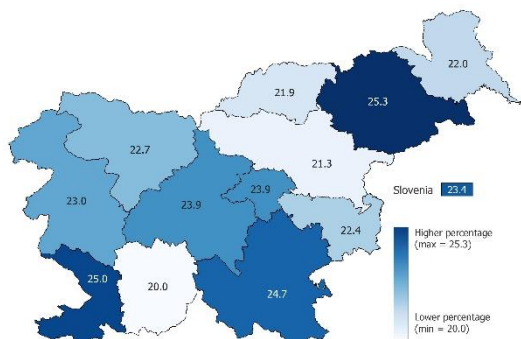 22.0
21.9
25.3
22.7
21.3
Slovenia 23.4
23.9
23.0
23.9
22.4
Higher percentage
(max = 25.3)
25.0
20.0
24.7
Lower percentage
(min = 20.0)